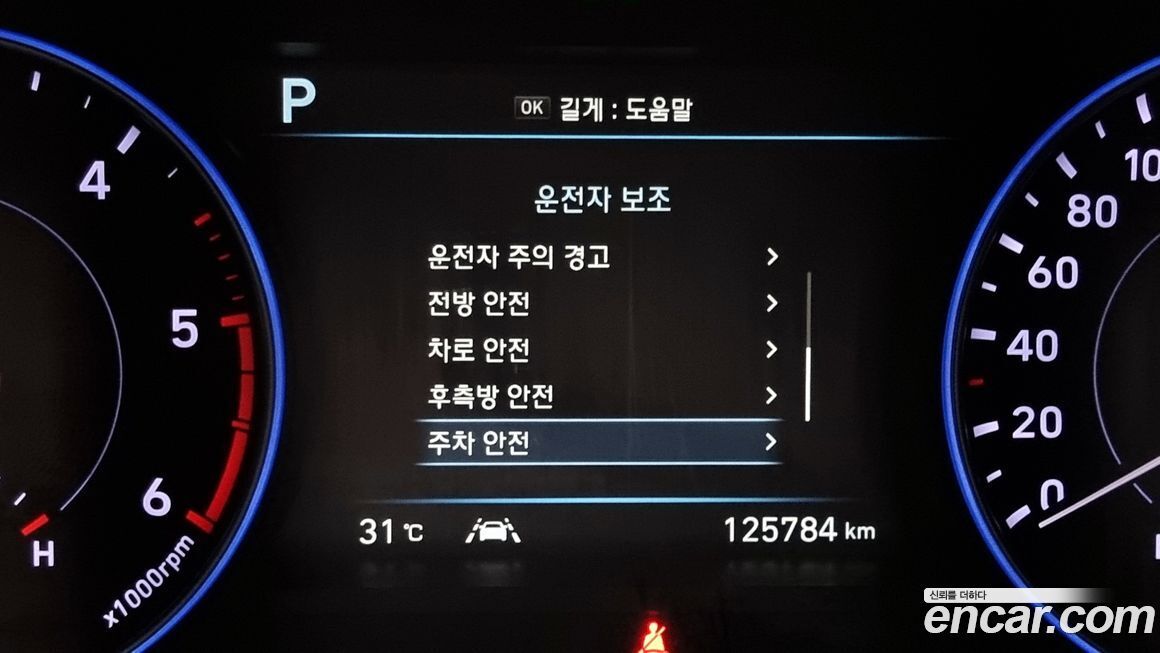 P
OK 길게 : 도움말
운전자 보조
운전자 주의 경고
전방 안전
차로 안전
후측방 안전
주차 안전
31 ℃
125784 km
4
5
6
x1000rpm
H
10
80
60
40
20
0
신뢰를 더하다
encar.com